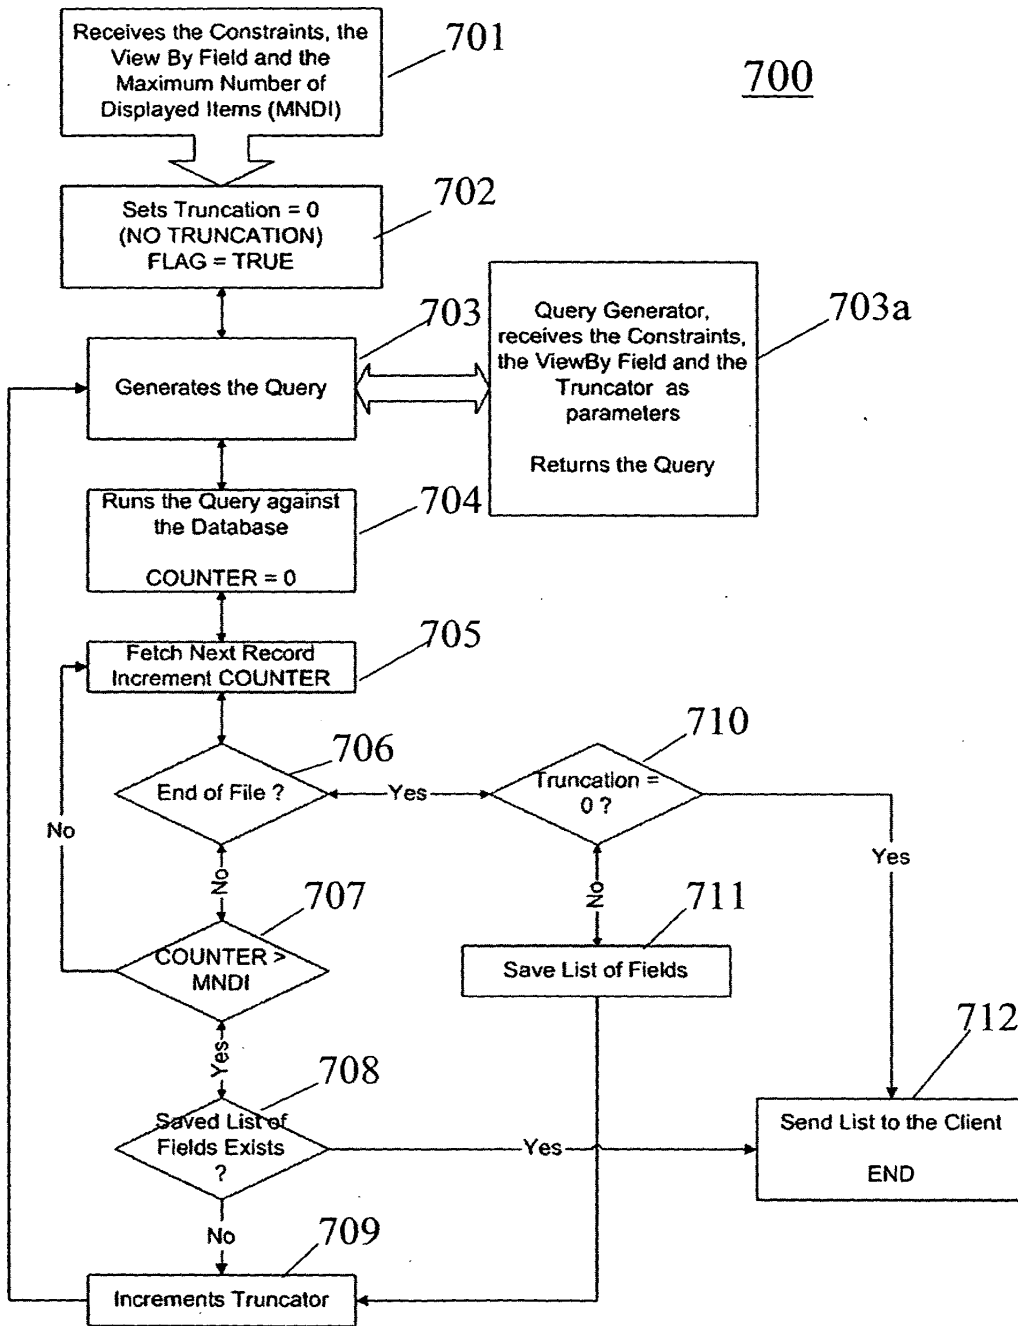 Receives the Constraints, the
View By Field and the
Maximum Number of
Displayed Items (MNDI)
701
700
Sets Truncation = 0
(NO TRUNCATION)
FLAG = TRUE
702
Generates the Query
703
Query Generator,
receives the Constraints,
the ViewBy Field and the
Truncator as
parameters
Returns the Query
703a
Runs the Query against
the Database
COUNTER = 0
704
Fetch Next Record
Increment COUNTER
705
End of File ?
706
Yes
Truncation =
0 ?
710
Yes
No
No
No
COUNTER >
MNDI
707
Save List of Fields
711
Yes
Saved List of
Fields Exists
?
708
Yes
Send List to the Client
END
712
No
Increments Truncator
709